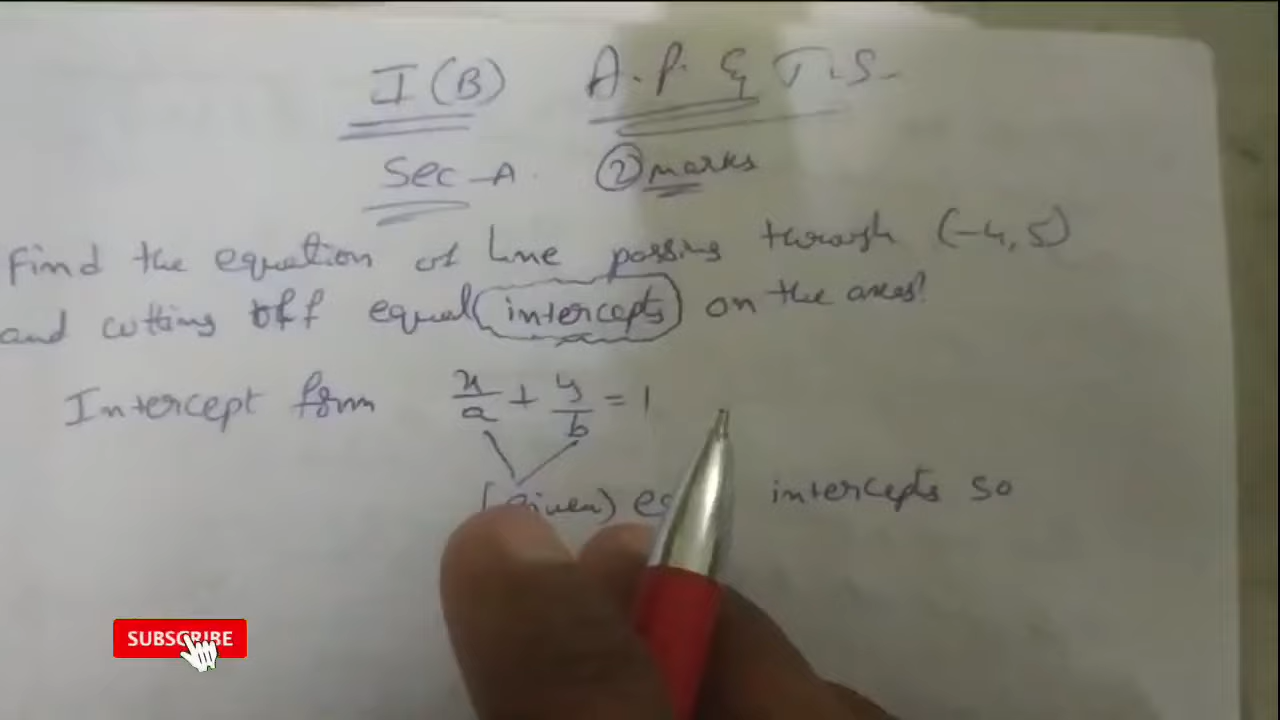 I(B) A.P. & T.S.
Sec-A. ② marks
Find the equation of line passing through (-4,5)
and cutting off equal intercepts on the axes?
Intercept form x/a + y/b = 1
(given) intercepts so
SUBSCRIBE